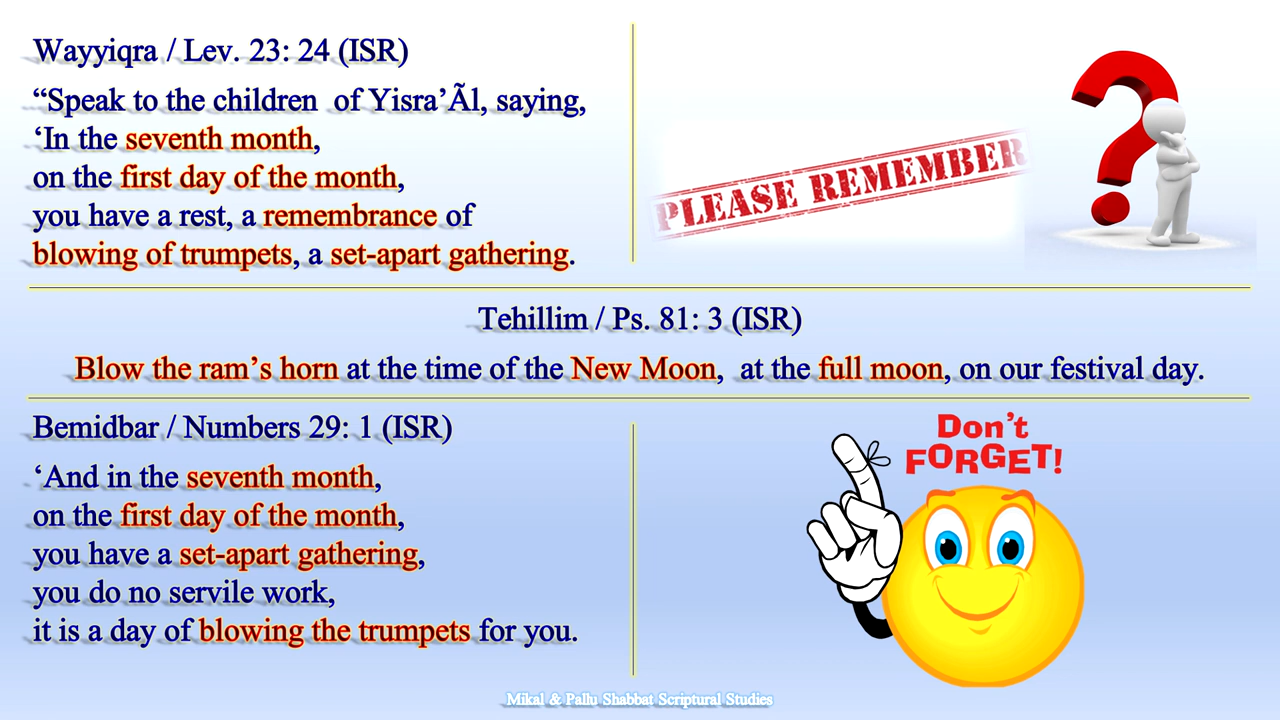 Wayyiqra / Lev. 23: 24 (ISR)
“Speak to the children  of Yisra’Ãl, saying,
‘In the seventh month,
on the first day of the month,
you have a rest, a remembrance of
blowing of trumpets, a set-apart gathering.
PLEASE REMEMBER
?
Tehillim / Ps. 81: 3 (ISR)
Blow the ram’s horn at the time of the New Moon,  at the full moon, on our festival day.
Bemidbar / Numbers 29: 1 (ISR)
‘And in the seventh month,
on the first day of the month,
you have a set-apart gathering,
you do no servile work,
it is a day of blowing the trumpets for you.
Don’t
FORGET!
Mikal & Pallu Shabbat Scriptural Studies